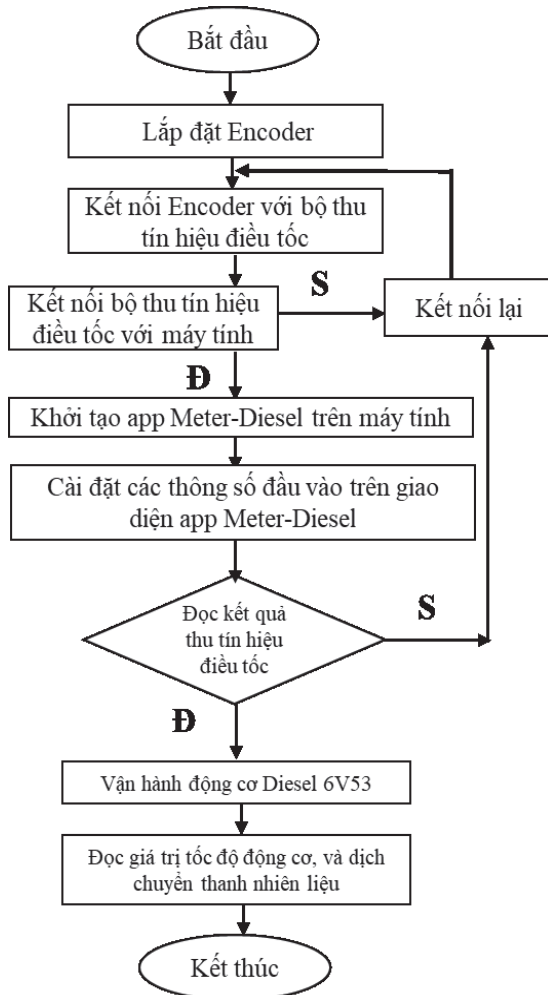 Bắt đầu
Lắp đặt Encoder
Kết nối Encoder với bộ thu
tín hiệu điều tốc
Kết nối bộ thu tín hiệu
điều tốc với máy tính
S
Kết nối lại
Đ
Khởi tạo app Meter-Diesel trên máy tính
Cài đặt các thông số đầu vào trên giao
diện app Meter-Diesel
Đọc kết quả
thu tín hiệu
điều tốc
S
Đ
Vận hành động cơ Diesel 6V53
Đọc giá trị tốc độ động cơ, và dịch
chuyển thanh nhiên liệu
Kết thúc